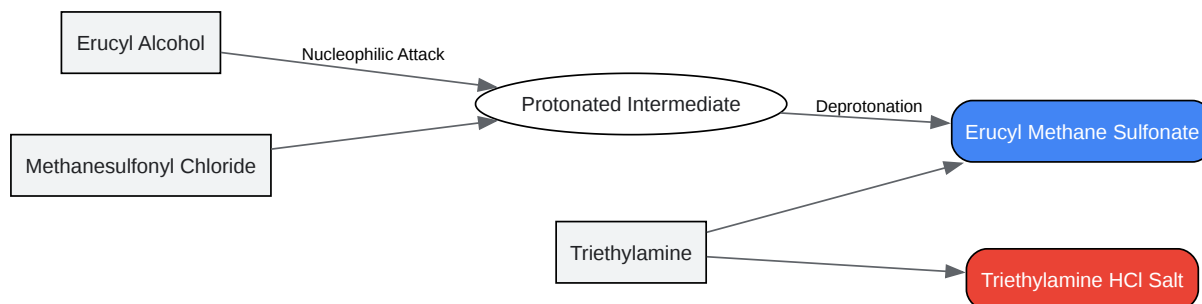 Erucyl Alcohol
Nucleophilic Attack
Protonated Intermediate
Deprotonation
Erucyl Methane Sulfonate
Methanesulfonyl Chloride
Triethylamine
Triethylamine HCl Salt